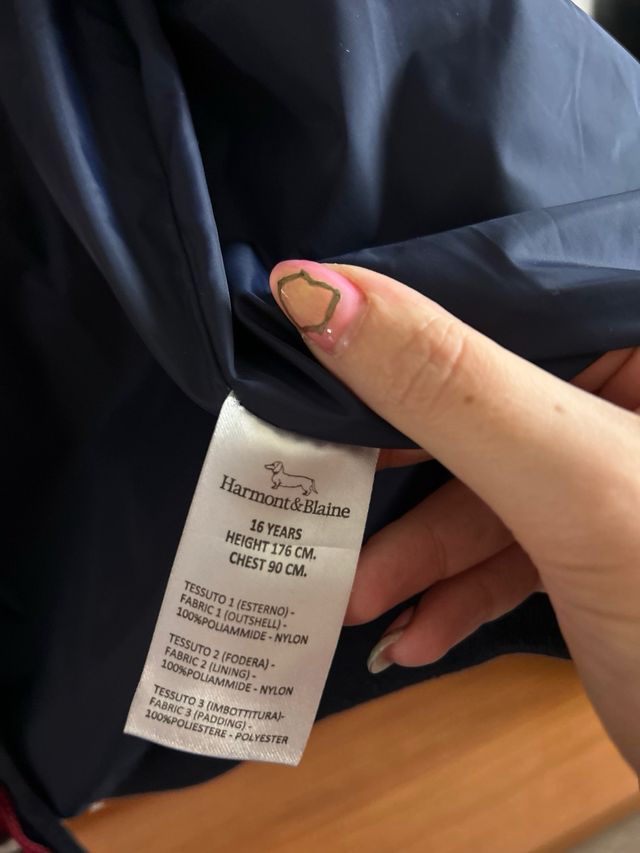 Harmont&Blaine
16 YEARS
HEIGHT 176 CM.
CHEST 90 CM.
TESSUTO 1 (ESTERNO) -
FABRIC 1 (OUTSHELL) -
100%POLIAMMIDE - NYLON
TESSUTO 2 (FODERA) -
FABRIC 2 (LINING) -
100%POLIAMMIDE - NYLON
TESSUTO 3 (IMBOTTITURA)-
FABRIC 3 (PADDING) -
100%POLIESTERE - POLYESTER